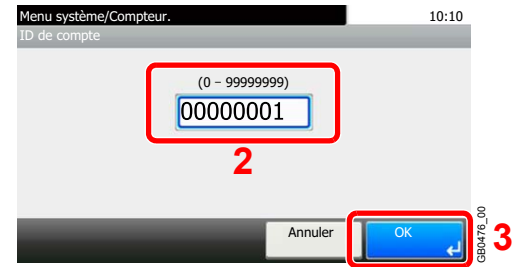 Menu système/Compteur. 10:10
ID de compte
(0 – 99999999)
00000001
2
Annuler OK 3
GB0476_00